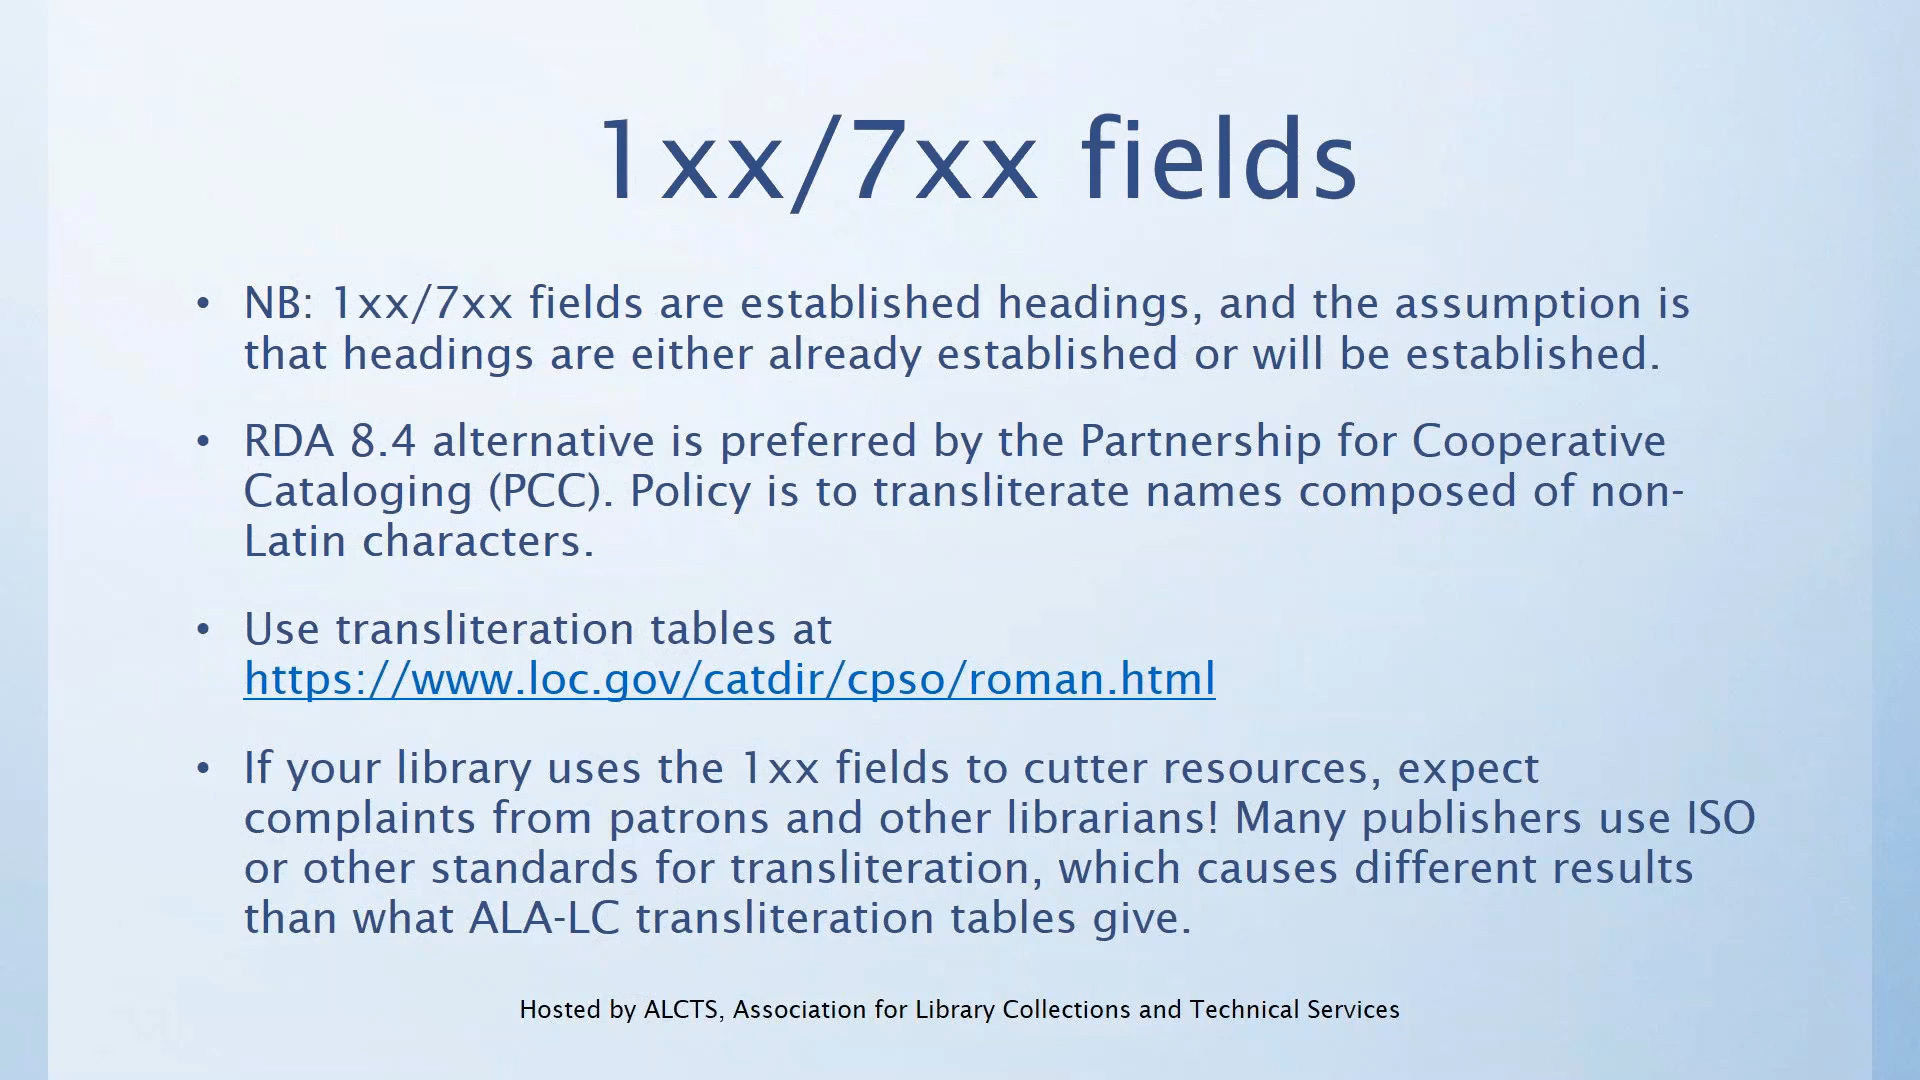 1xx/7xx fields
• NB: 1xx/7xx fields are established headings, and the assumption is
that headings are either already established or will be established.
• RDA 8.4 alternative is preferred by the Partnership for Cooperative
Cataloging (PCC). Policy is to transliterate names composed of non-
Latin characters.
• Use transliteration tables at
https://www.loc.gov/catdir/cpso/roman.html
• If your library uses the 1xx fields to cutter resources, expect
complaints from patrons and other librarians! Many publishers use ISO
or other standards for transliteration, which causes different results
than what ALA-LC transliteration tables give.
Hosted by ALCTS, Association for Library Collections and Technical Services